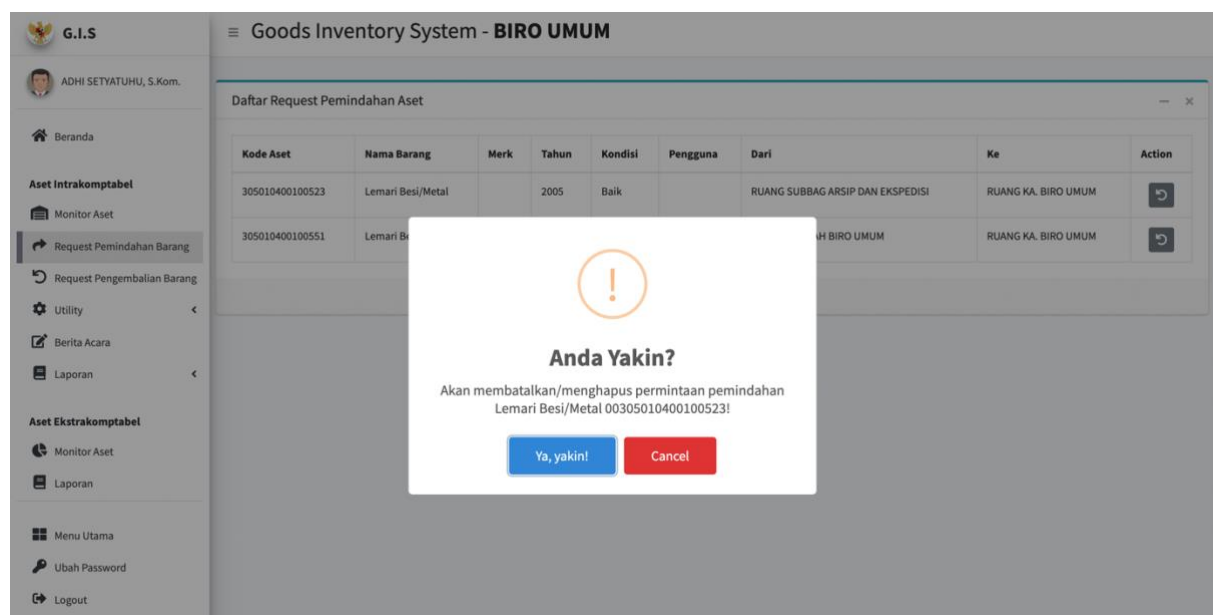 G.I.S
≡ Goods Inventory System - BIRO UMUM
ADHI SETYATUHU, S.Kom.
Beranda
Aset Intrakomptabel
Monitor Aset
Request Pemindahan Barang
Request Pengembalian Barang
Utility
Berita Acara
Laporan
Aset Ekstrakomptabel
Monitor Aset
Laporan
Menu Utama
Ubah Password
Logout
Daftar Request Pemindahan Aset
Kode Aset Nama Barang Merk Tahun Kondisi Pengguna Dari Ke Action
305010400100523 Lemari Besi/Metal 2005 Baik RUANG SUBBAG ARSIP DAN EKSPEDISI RUANG KA. BIRO UMUM
305010400100551 Lemari BIRO UMUM RUANG KA. BIRO UMUM
!
Anda Yakin?
Akan membatalkan/menghapus permintaan pemindahan
Lemari Besi/Metal 00305010400100523!
Ya, yakin! Cancel